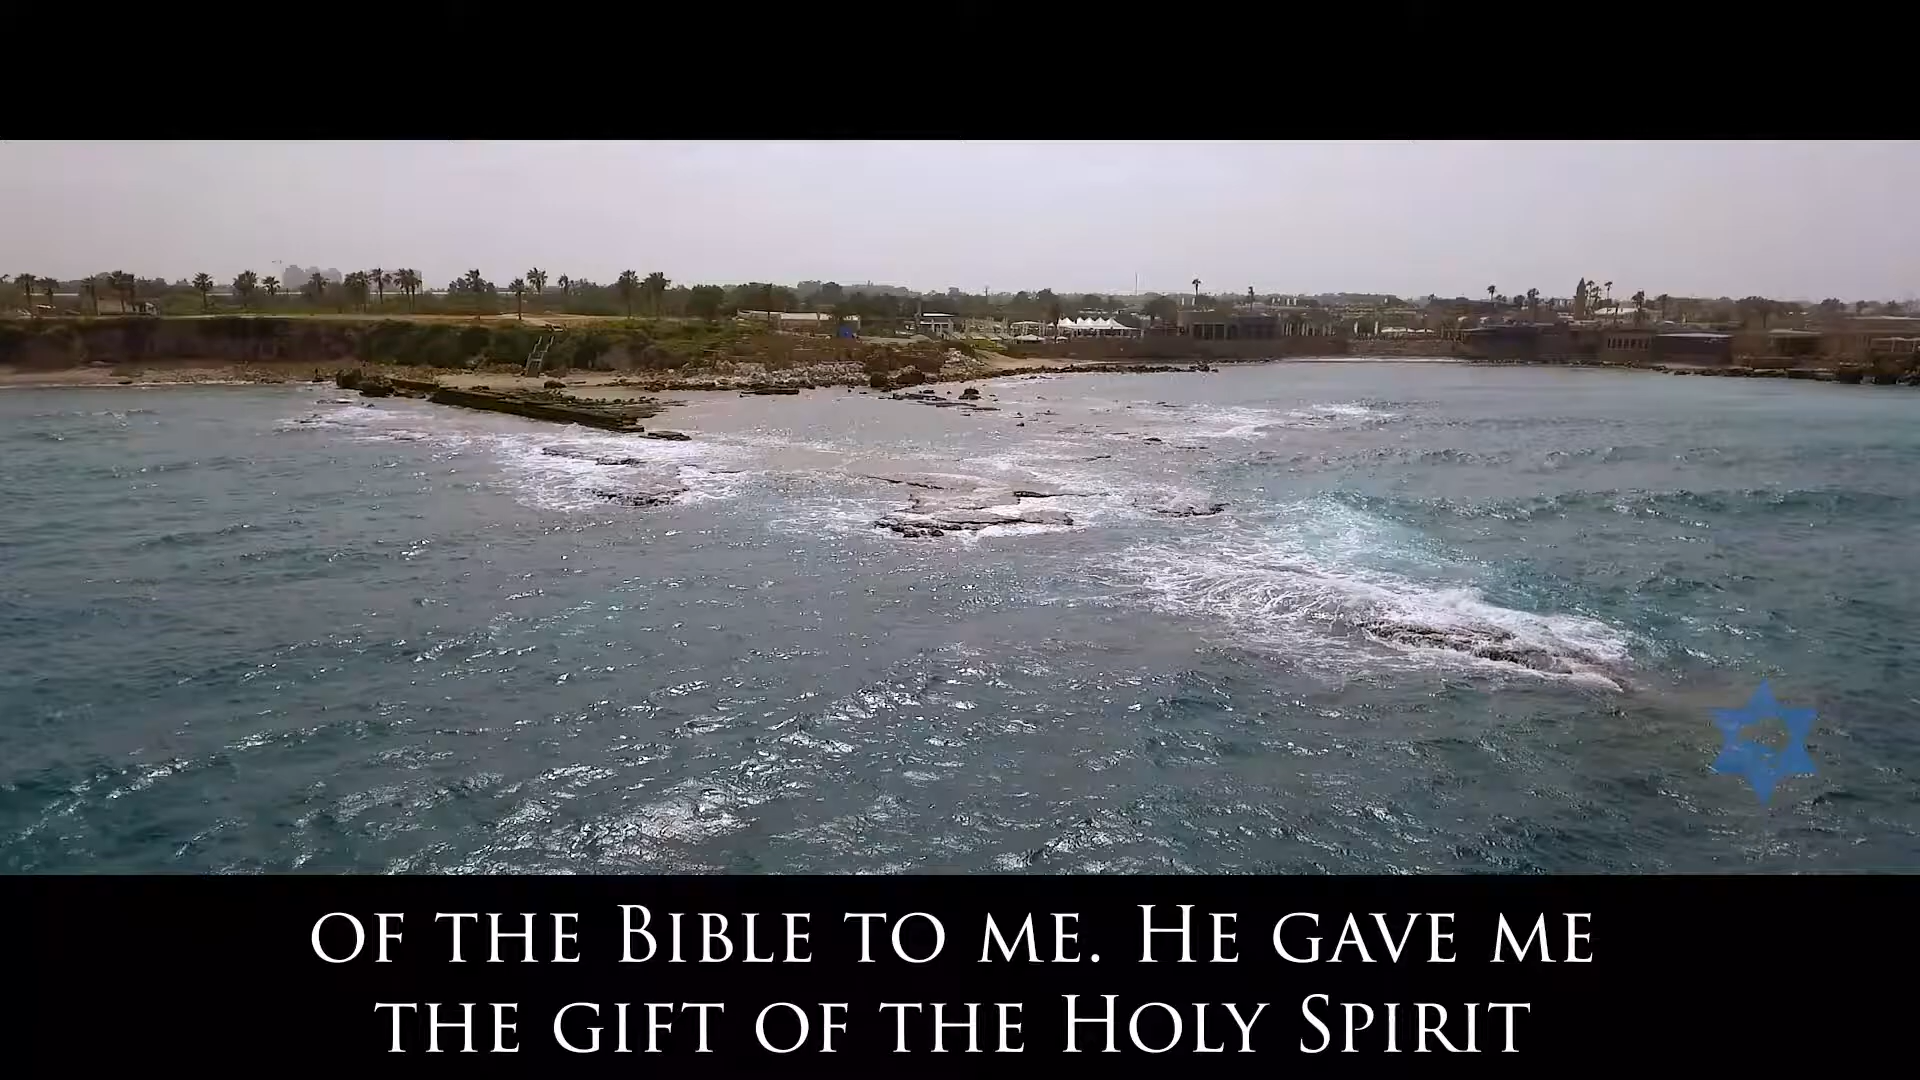 of the Bible to me. He gave me
the gift of the Holy Spirit